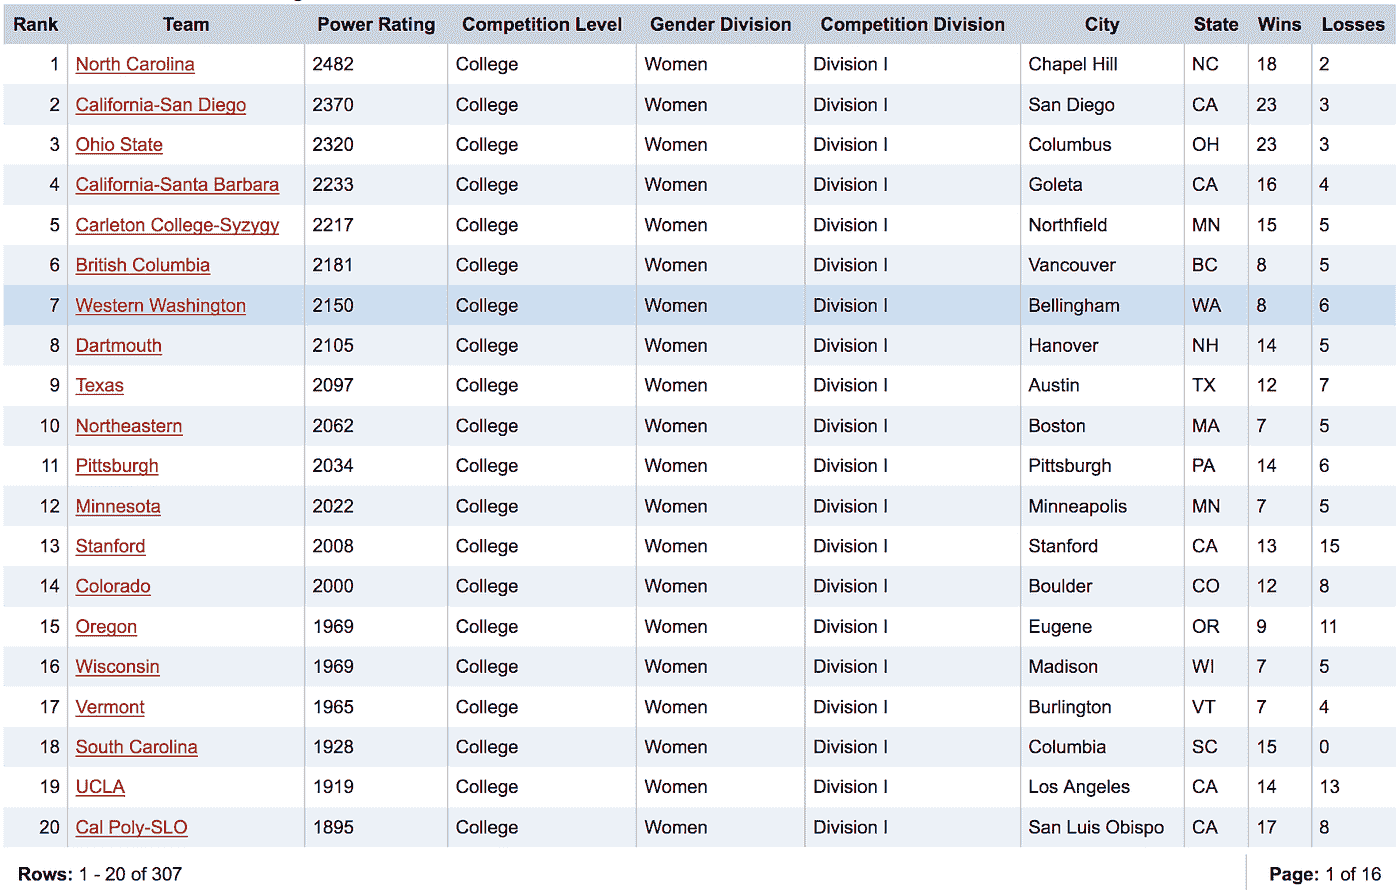 Rank Team Power Rating Competition Level Gender Division Competition Division City State Wins Losses
1 North Carolina 2482 College Women Division I Chapel Hill NC 18 2
2 California-San Diego 2370 College Women Division I San Diego CA 23 3
3 Ohio State 2320 College Women Division I Columbus OH 23 3
4 California-Santa Barbara 2233 College Women Division I Goleta CA 16 4
5 Carleton College-Syzygy 2217 College Women Division I Northfield MN 15 5
6 British Columbia 2181 College Women Division I Vancouver BC 8 5
7 Western Washington 2150 College Women Division I Bellingham WA 8 6
8 Dartmouth 2105 College Women Division I Hanover NH 14 5
9 Texas 2097 College Women Division I Austin TX 12 7
10 Northeastern 2062 College Women Division I Boston MA 7 5
11 Pittsburgh 2034 College Women Division I Pittsburgh PA 14 6
12 Minnesota 2022 College Women Division I Minneapolis MN 7 5
13 Stanford 2008 College Women Division I Stanford CA 13 15
14 Colorado 2000 College Women Division I Boulder CO 12 8
15 Oregon 1969 College Women Division I Eugene OR 9 11
16 Wisconsin 1969 College Women Division I Madison WI 7 5
17 Vermont 1965 College Women Division I Burlington VT 7 4
18 South Carolina 1928 College Women Division I Columbia SC 15 0
19 UCLA 1919 College Women Division I Los Angeles CA 14 13
20 Cal Poly-SLO 1895 College Women Division I San Luis Obispo CA 17 8
Rows: 1 - 20 of 307 Page: 1 of 16